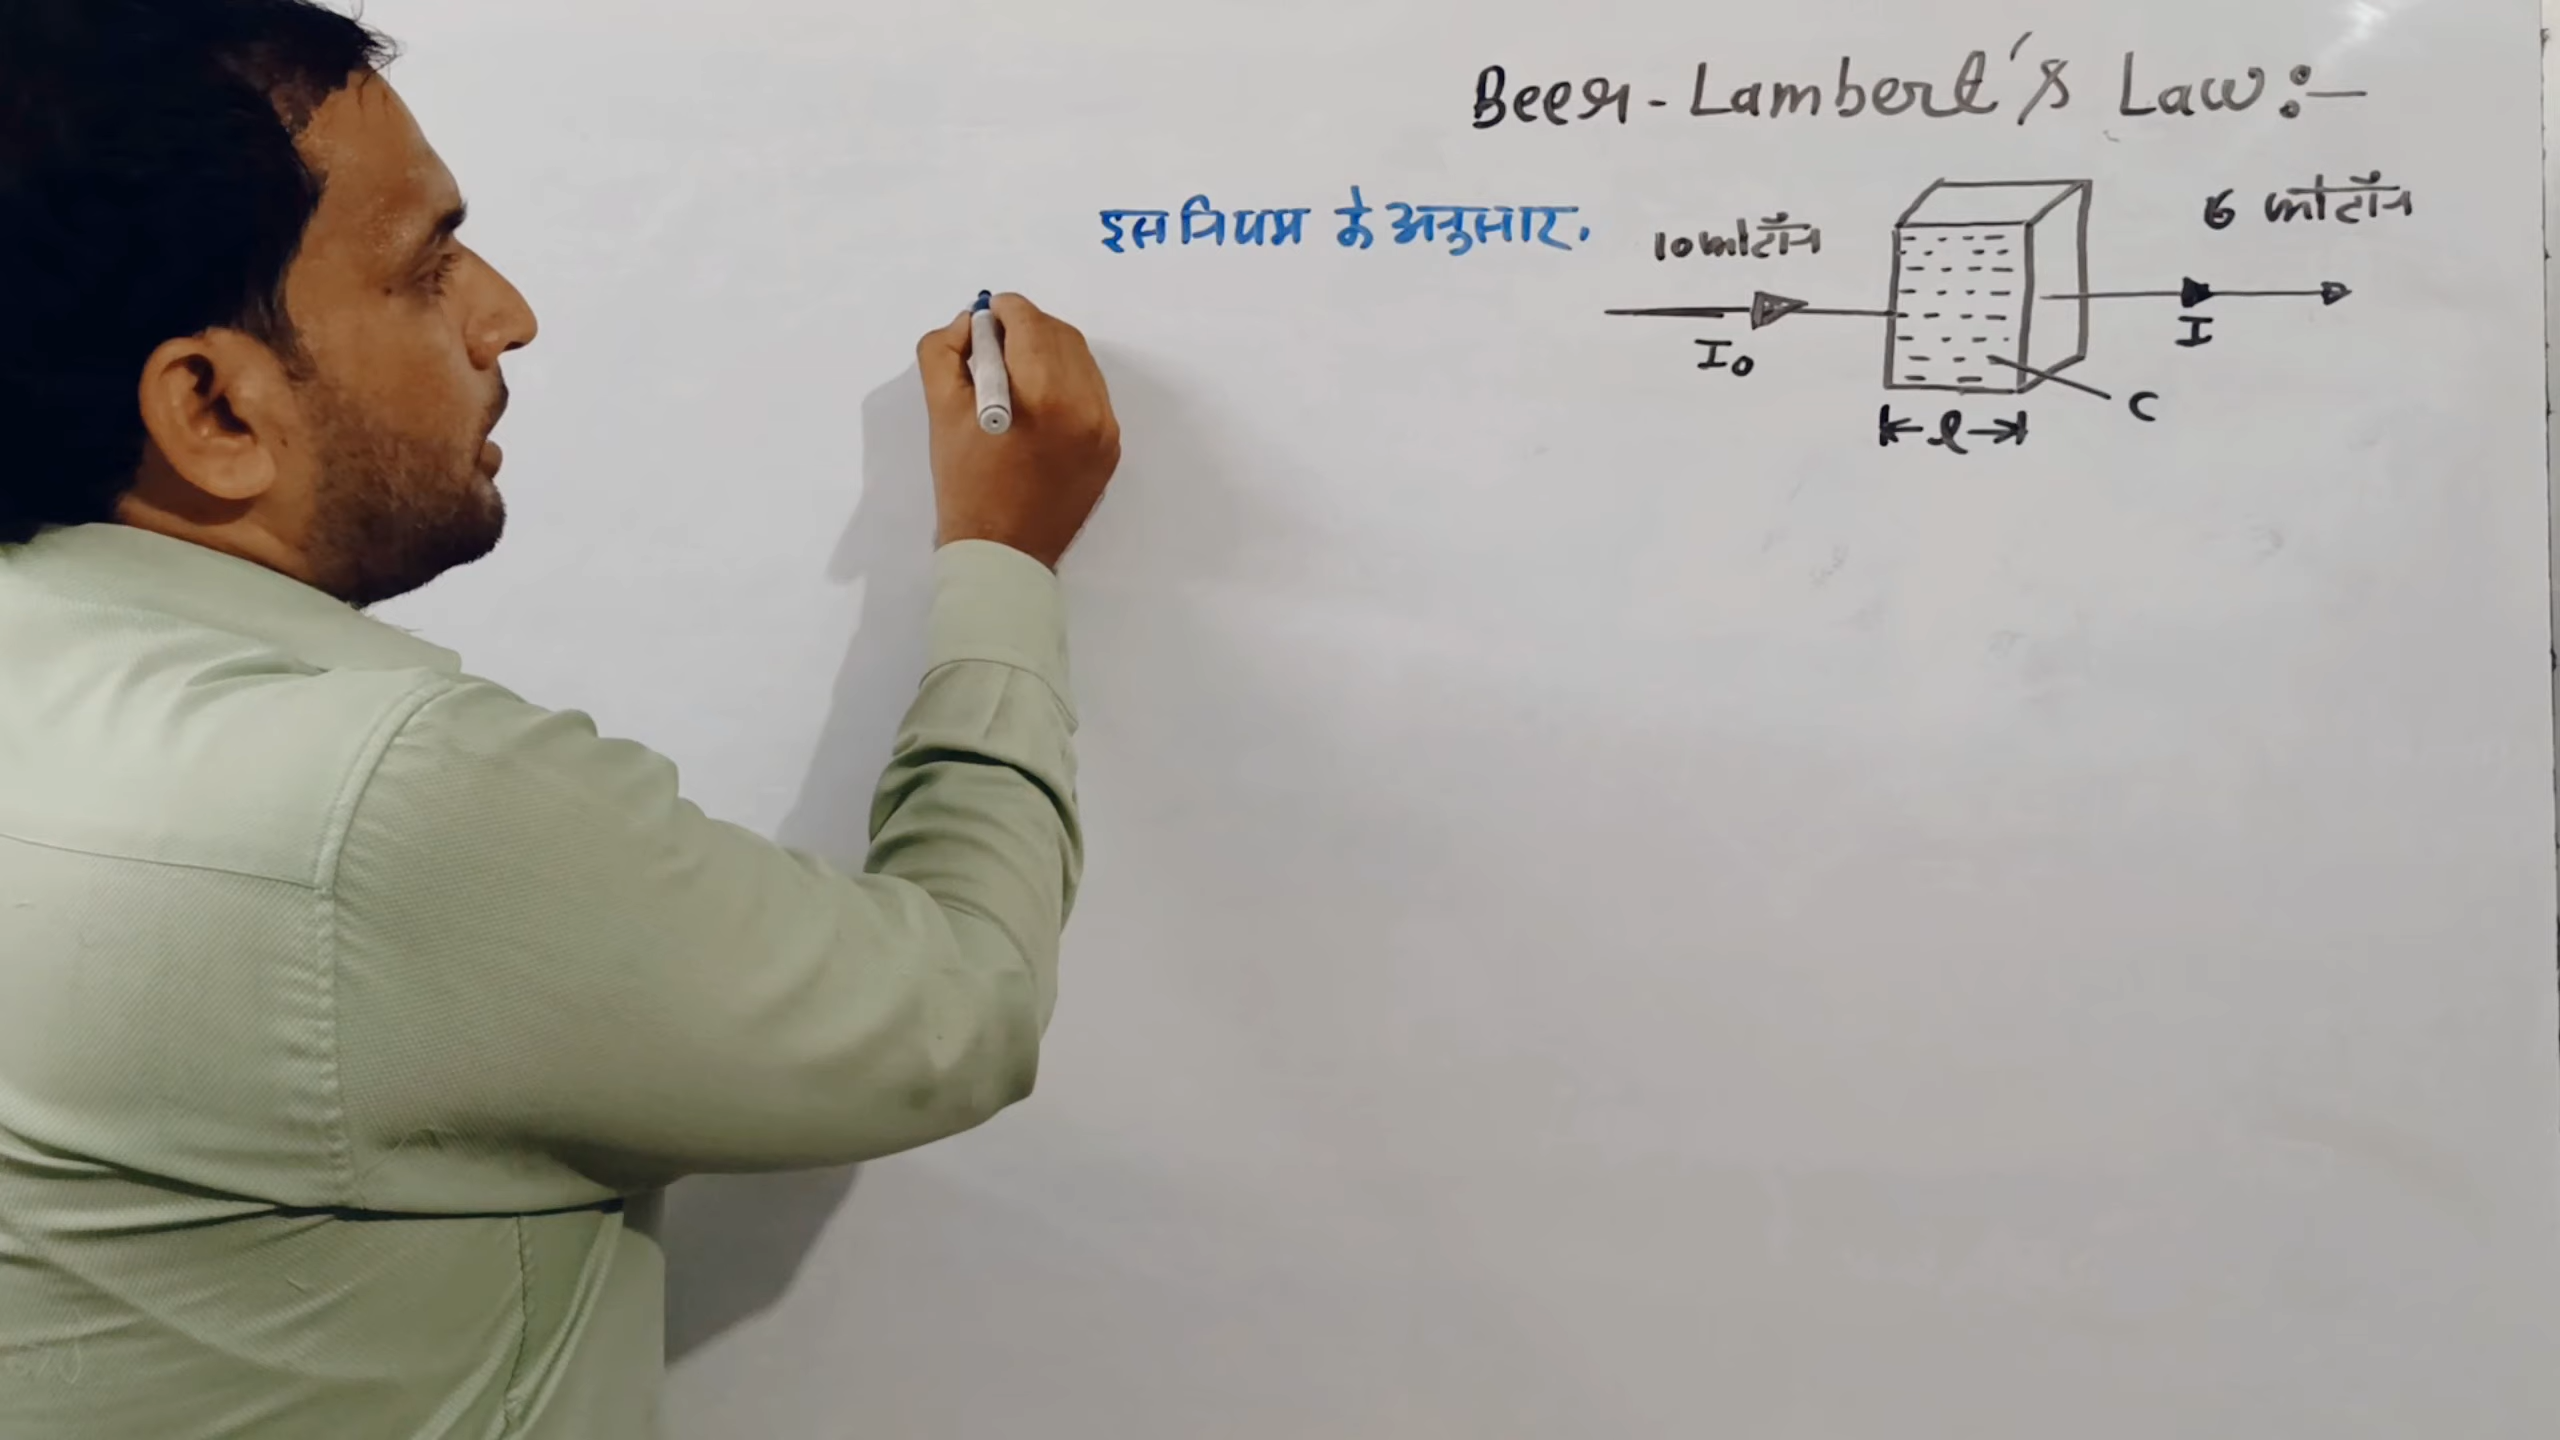 Beer-Lambert's Law:-
इस नियम के अनुसार,
10 फोटॉन
6 फोटॉन
I₀
I
C
l